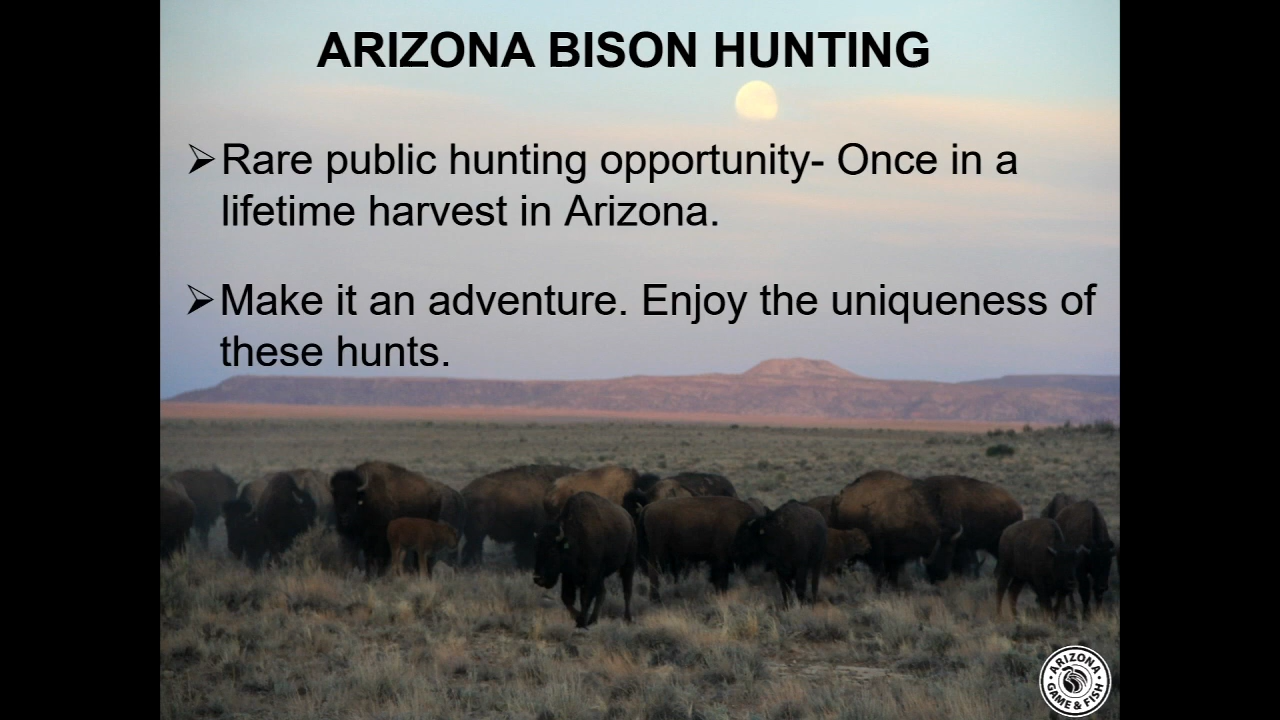 ARIZONA BISON HUNTING
➢Rare public hunting opportunity- Once in a
lifetime harvest in Arizona.
➢Make it an adventure. Enjoy the uniqueness of
these hunts.
ARIZONA
GAME & FISH